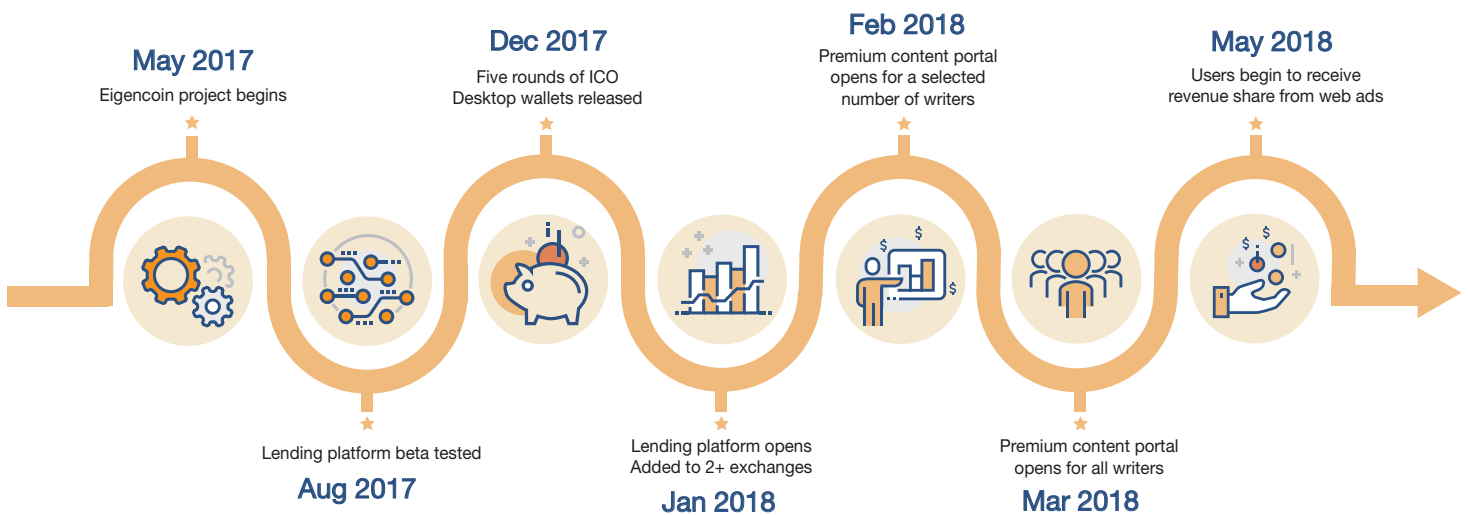 May 2017
Eigencoin project begins
Lending platform beta tested
Aug 2017
Dec 2017
Five rounds of ICO
Desktop wallets released
Lending platform opens
Added to 2+ exchanges
Jan 2018
Feb 2018
Premium content portal
opens for a selected
number of writers
Premium content portal
opens for all writers
Mar 2018
May 2018
Users begin to receive
revenue share from web ads
$
$
$
$
$